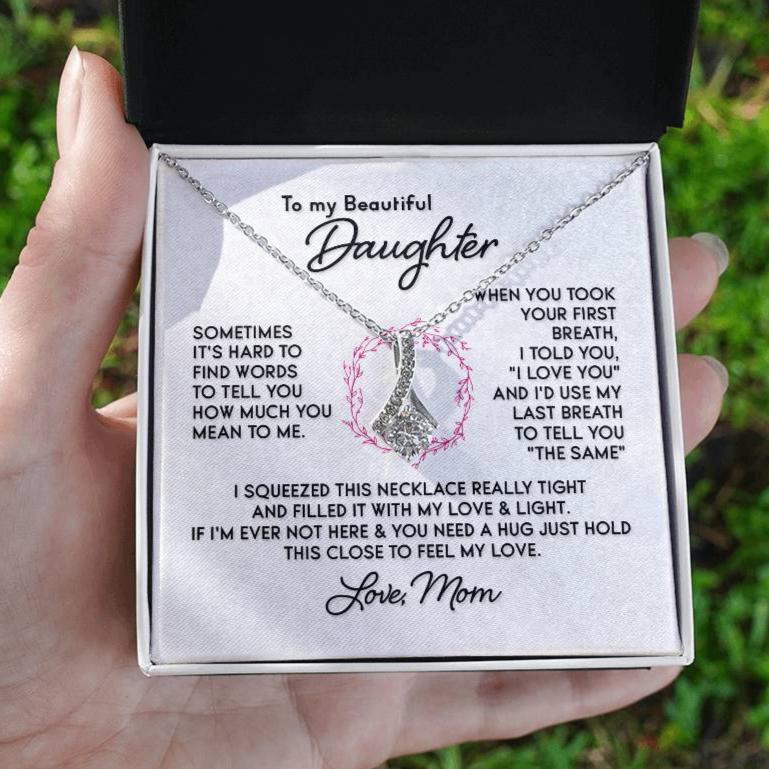 To my Beautiful
Daughter
SOMETIMES
IT'S HARD TO
FIND WORDS
TO TELL YOU
HOW MUCH YOU
MEAN TO ME.
WHEN YOU TOOK
YOUR FIRST
BREATH,
I TOLD YOU,
"I LOVE YOU"
AND I'D USE MY
LAST BREATH
TO TELL YOU
"THE SAME"
I SQUEEZED THIS NECKLACE REALLY TIGHT
AND FILLED IT WITH MY LOVE & LIGHT.
IF I'M EVER NOT HERE & YOU NEED A HUG JUST HOLD
THIS CLOSE TO FEEL MY LOVE.
Love, Mom